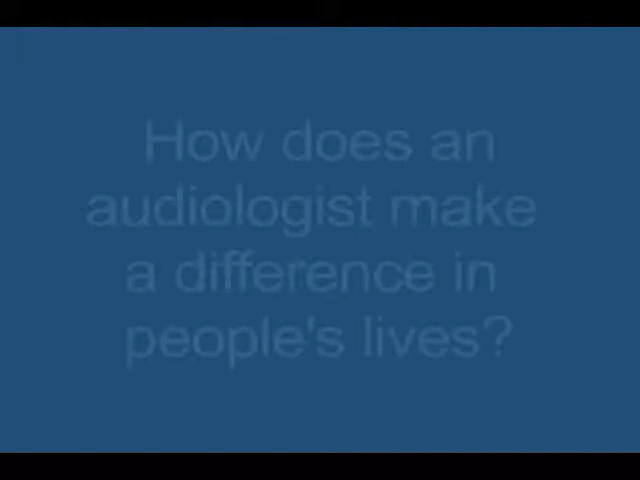 How does an
audiologist make
a difference in
people's lives?